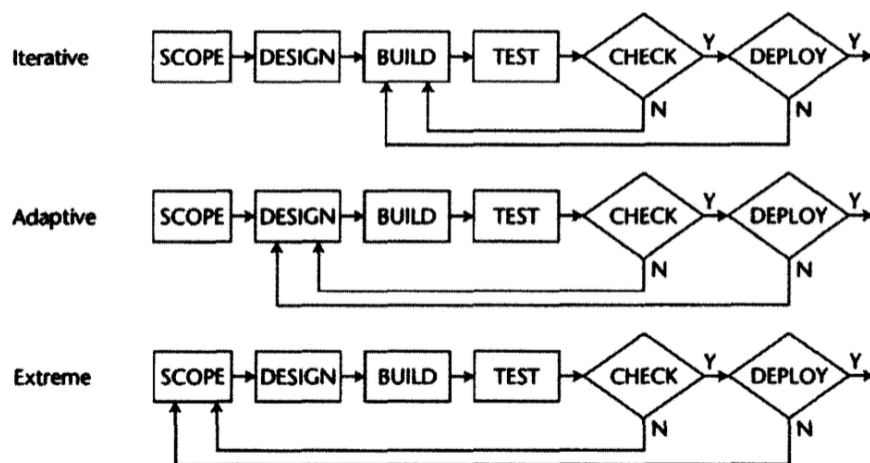 Iterative SCOPE DESIGN BUILD TEST CHECK Y DEPLOY Y
N N
Adaptive SCOPE DESIGN BUILD TEST CHECK Y DEPLOY Y
N N
Extreme SCOPE DESIGN BUILD TEST CHECK Y DEPLOY Y
N N